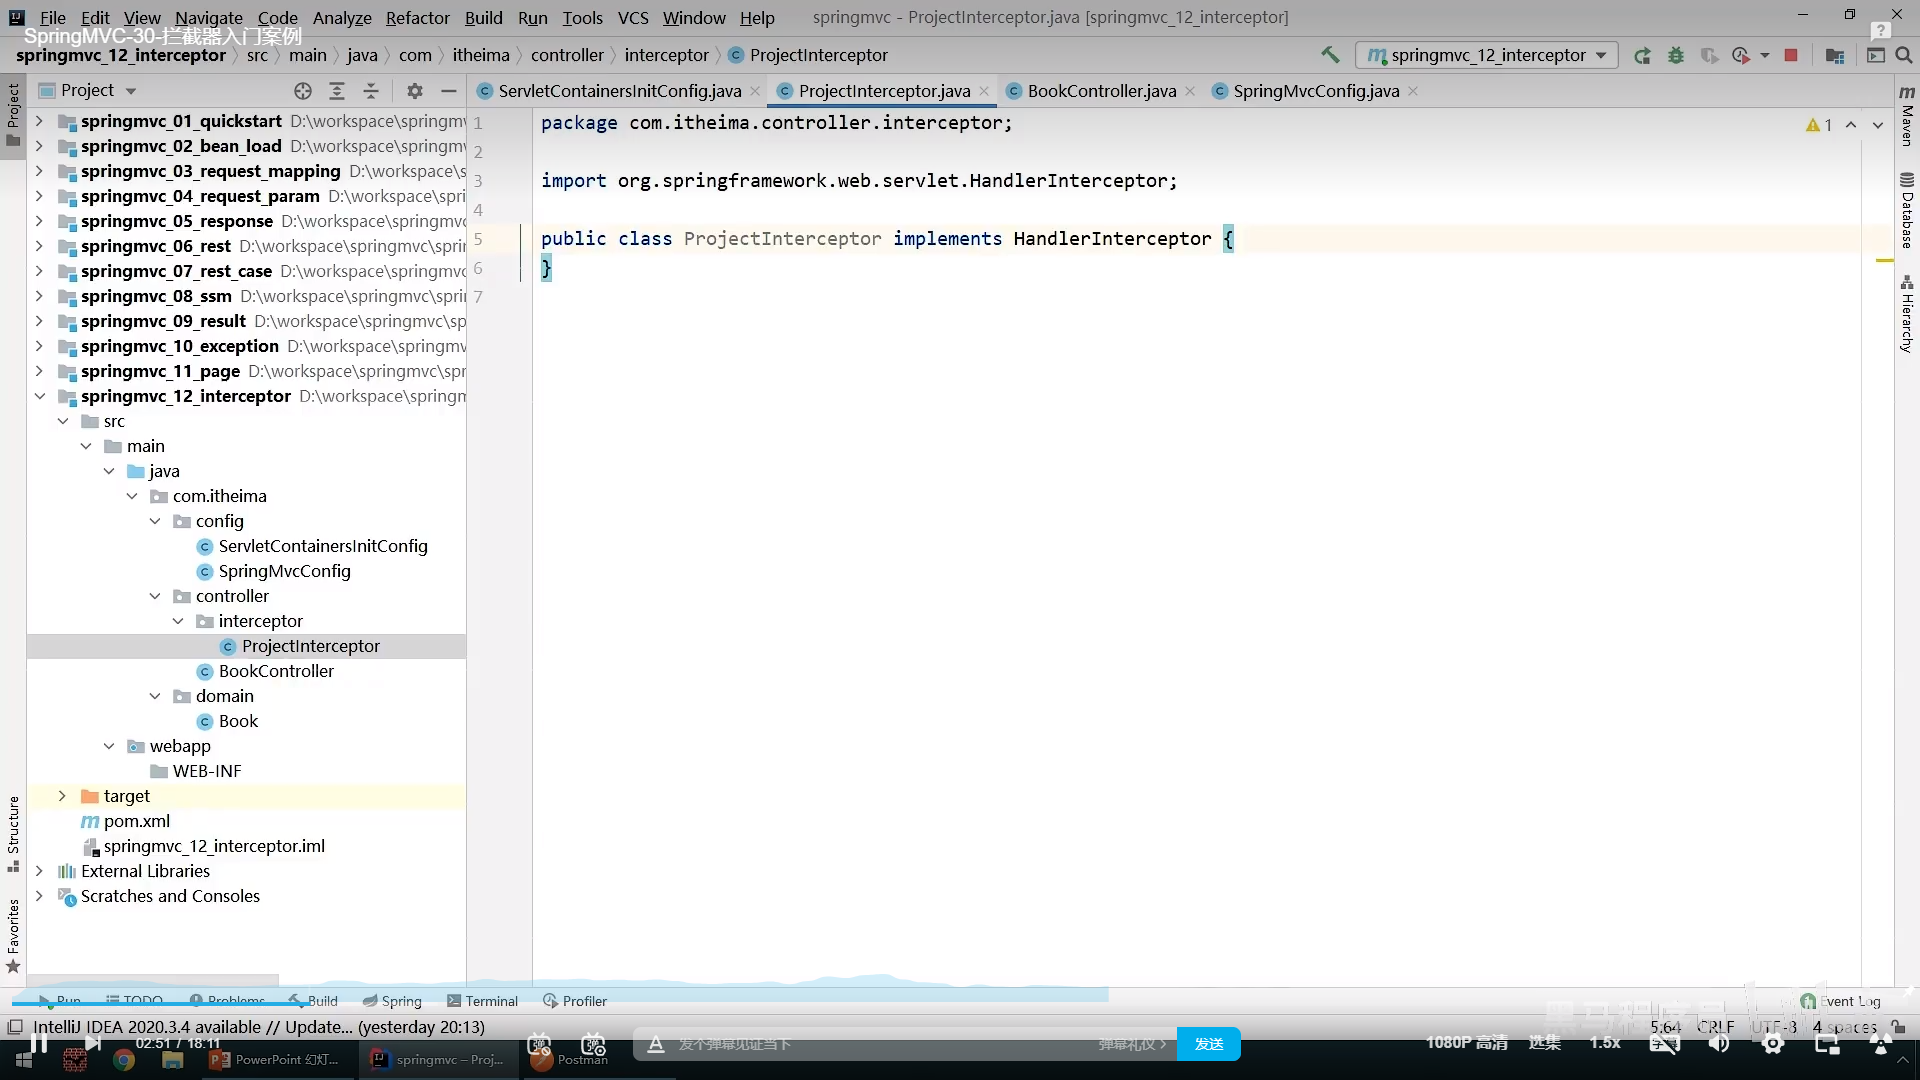 File Edit View Navigate Code Analyze Refactor Build Run Tools VCS Window Help springmvc - ProjectInterceptor.java [springmvc_12_interceptor]
SpringMVC-30-拦截器入门案例
springmvc_12_interceptor src main java com itheima controller interceptor ProjectInterceptor springmvc_12_interceptor
Project
ServletContainersInitConfig.java ProjectInterceptor.java BookController.java SpringMvcConfig.java
springmvc_01_quickstart D:\workspace\springmv
springmvc_02_bean_load D:\workspace\springmv
springmvc_03_request_mapping D:\workspace\s
springmvc_04_request_param D:\workspace\spri
springmvc_05_response D:\workspace\springmvc
springmvc_06_rest D:\workspace\springmvc\spri
springmvc_07_rest_case D:\workspace\springmvc
springmvc_08_ssm D:\workspace\springmvc\spri
springmvc_09_result D:\workspace\springmvc\sp
springmvc_10_exception D:\workspace\springmv
springmvc_11_page D:\workspace\springmvc\spr
springmvc_12_interceptor D:\workspace\springm
src
main
java
com.itheima
config
ServletContainersInitConfig
SpringMvcConfig
controller
interceptor
ProjectInterceptor
BookController
domain
Book
webapp
WEB-INF
target
pom.xml
springmvc_12_interceptor.iml
External Libraries
Scratches and Consoles
1 package com.itheima.controller.interceptor;
2
3 import org.springframework.web.servlet.HandlerInterceptor;
4
5 public class ProjectInterceptor implements HandlerInterceptor {
6 }
7
1
Project
Structure
Favorites
Maven
Database
Hierarchy
Run TODO Problems Build Spring Terminal Profiler Event Log
IntelliJ IDEA 2020.3.4 available // Update... (yesterday 20:13) 5:64 CRLF UTF-8 4 spaces
黑马程序员
02:51 / 18:11 发个弹幕见证当下 弹幕礼仪 > 发送 1080P 高清 选集 1.5x
PowerPoint 幻灯... springmvc – Proj... Postman